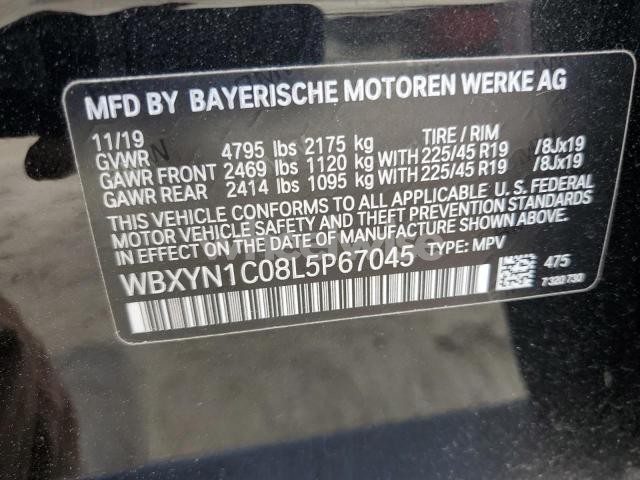 MFD BY BAYERISCHE MOTOREN WERKE AG
11/19 TIRE / RIM
GVWR 4795 lbs 2175 kg
GAWR FRONT 2469 lbs 1120 kg WITH 225/45 R19 /8Jx19
GAWR REAR 2414 lbs 1095 kg WITH 225/45 R19 /8Jx19
THIS VEHICLE CONFORMS TO ALL APPLICABLE U.S. FEDERAL
MOTOR VEHICLE SAFETY AND THEFT PREVENTION STANDARDS
IN EFFECT ON THE DATE OF MANUFACTURE SHOWN ABOVE.
WBXYN1C08L5P67045 TYPE: MPV
475
7320730